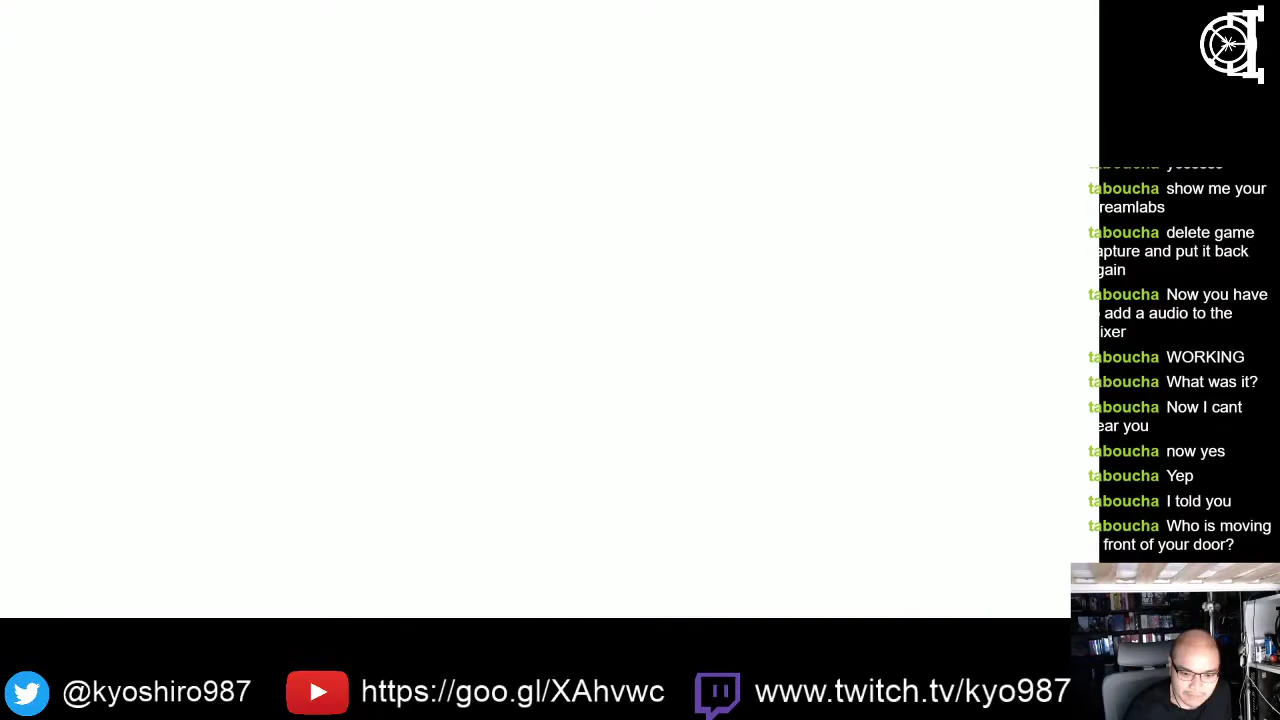 taboucha
taboucha show me your
reamlabs
taboucha delete game
apture and put it back
gain
taboucha Now you have
add a audio to the
ixer
taboucha WORKING
taboucha What was it?
taboucha Now I cant
ear you
taboucha now yes
taboucha Yep
taboucha I told you
taboucha Who is moving
front of your door?
@kyoshiro987 https://goo.gl/XAhvwc www.twitch.tv/kyo987